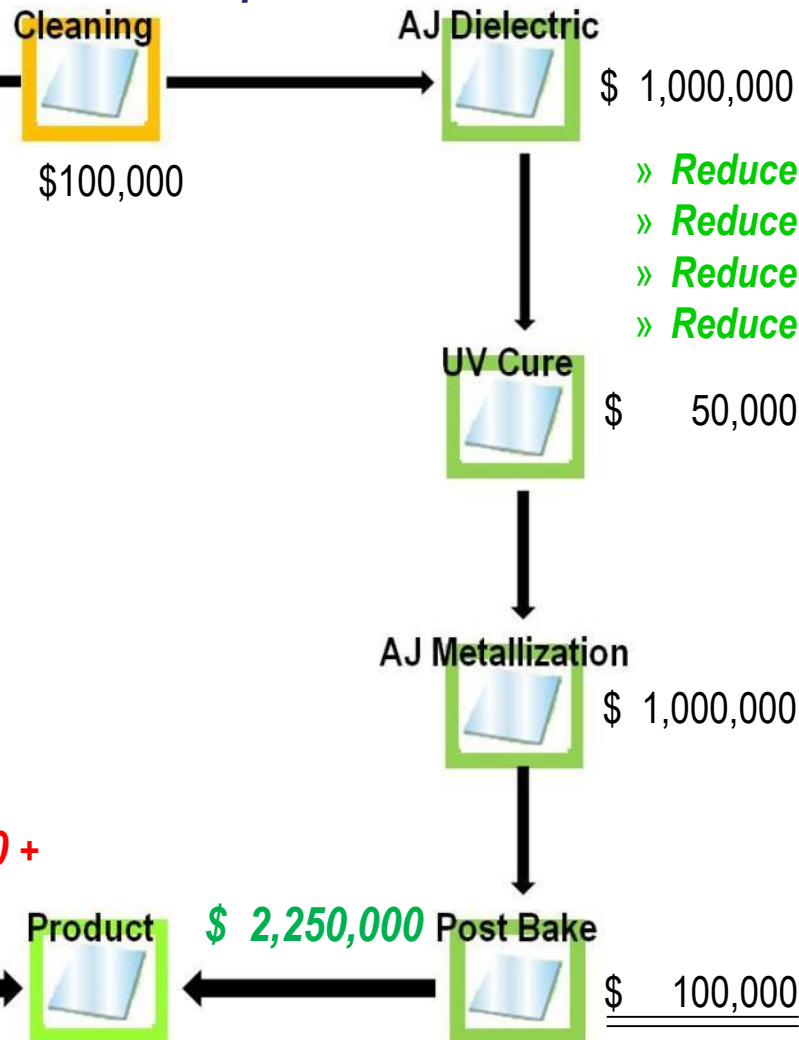 Cleaning
AJ Dielectric
$ 1,000,000
$100,000
» Reduce
» Reduce
» Reduce
» Reduce
UV Cure
$ 50,000
AJ Metallization
$ 1,000,000
+
Product
$ 2,250,000
Post Bake
$ 100,000